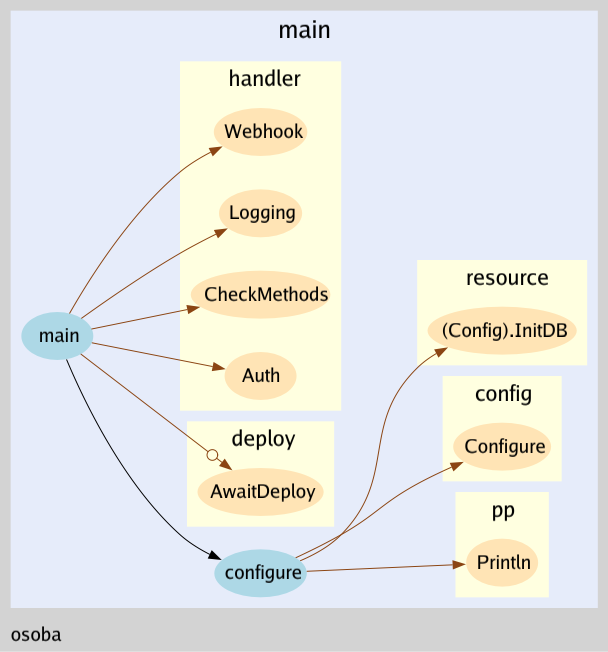 main
handler
Webhook
Logging
CheckMethods
Auth
main
deploy
AwaitDeploy
configure
resource
(Config).InitDB
config
Configure
pp
Println
osoba